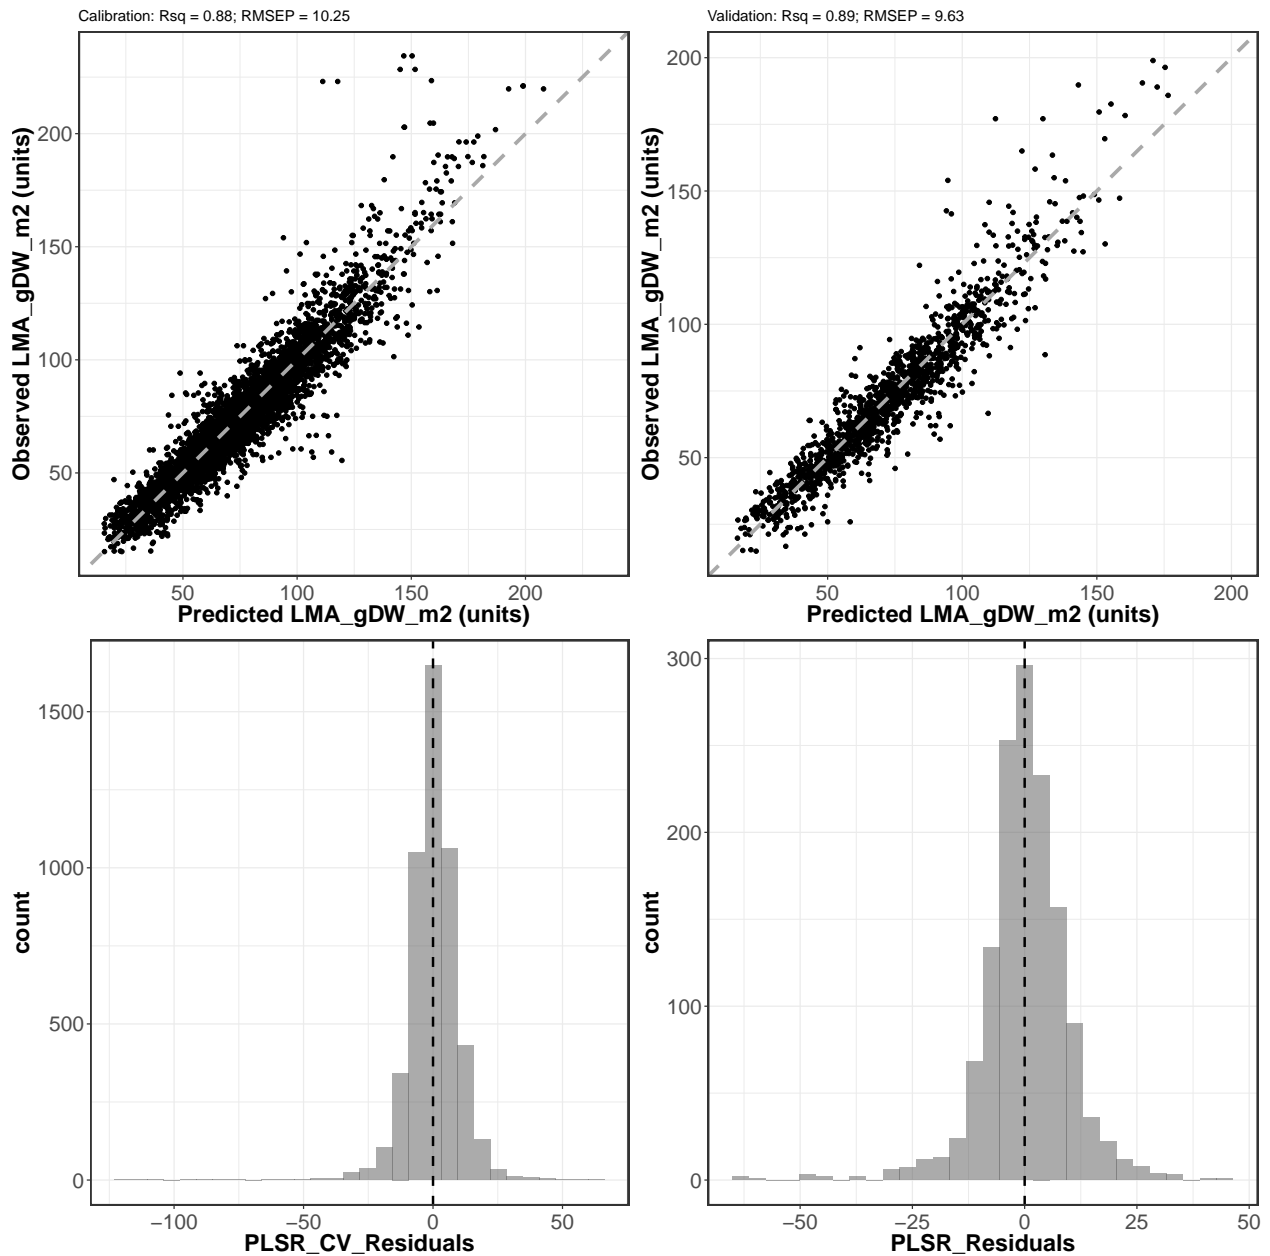 Calibration: Rsq = 0.88; RMSEP = 10.25
Observed LMA_gDW_m2 (units)
200
150
100
50
50 100 150 200
Predicted LMA_gDW_m2 (units)
Validation: Rsq = 0.89; RMSEP = 9.63
Observed LMA_gDW_m2 (units)
200
150
100
50
50 100 150 200
Predicted LMA_gDW_m2 (units)
count
1500
1000
500
0
−100 −50 0 50
PLSR_CV_Residuals
count
300
200
100
0
−50 −25 0 25 50
PLSR_Residuals